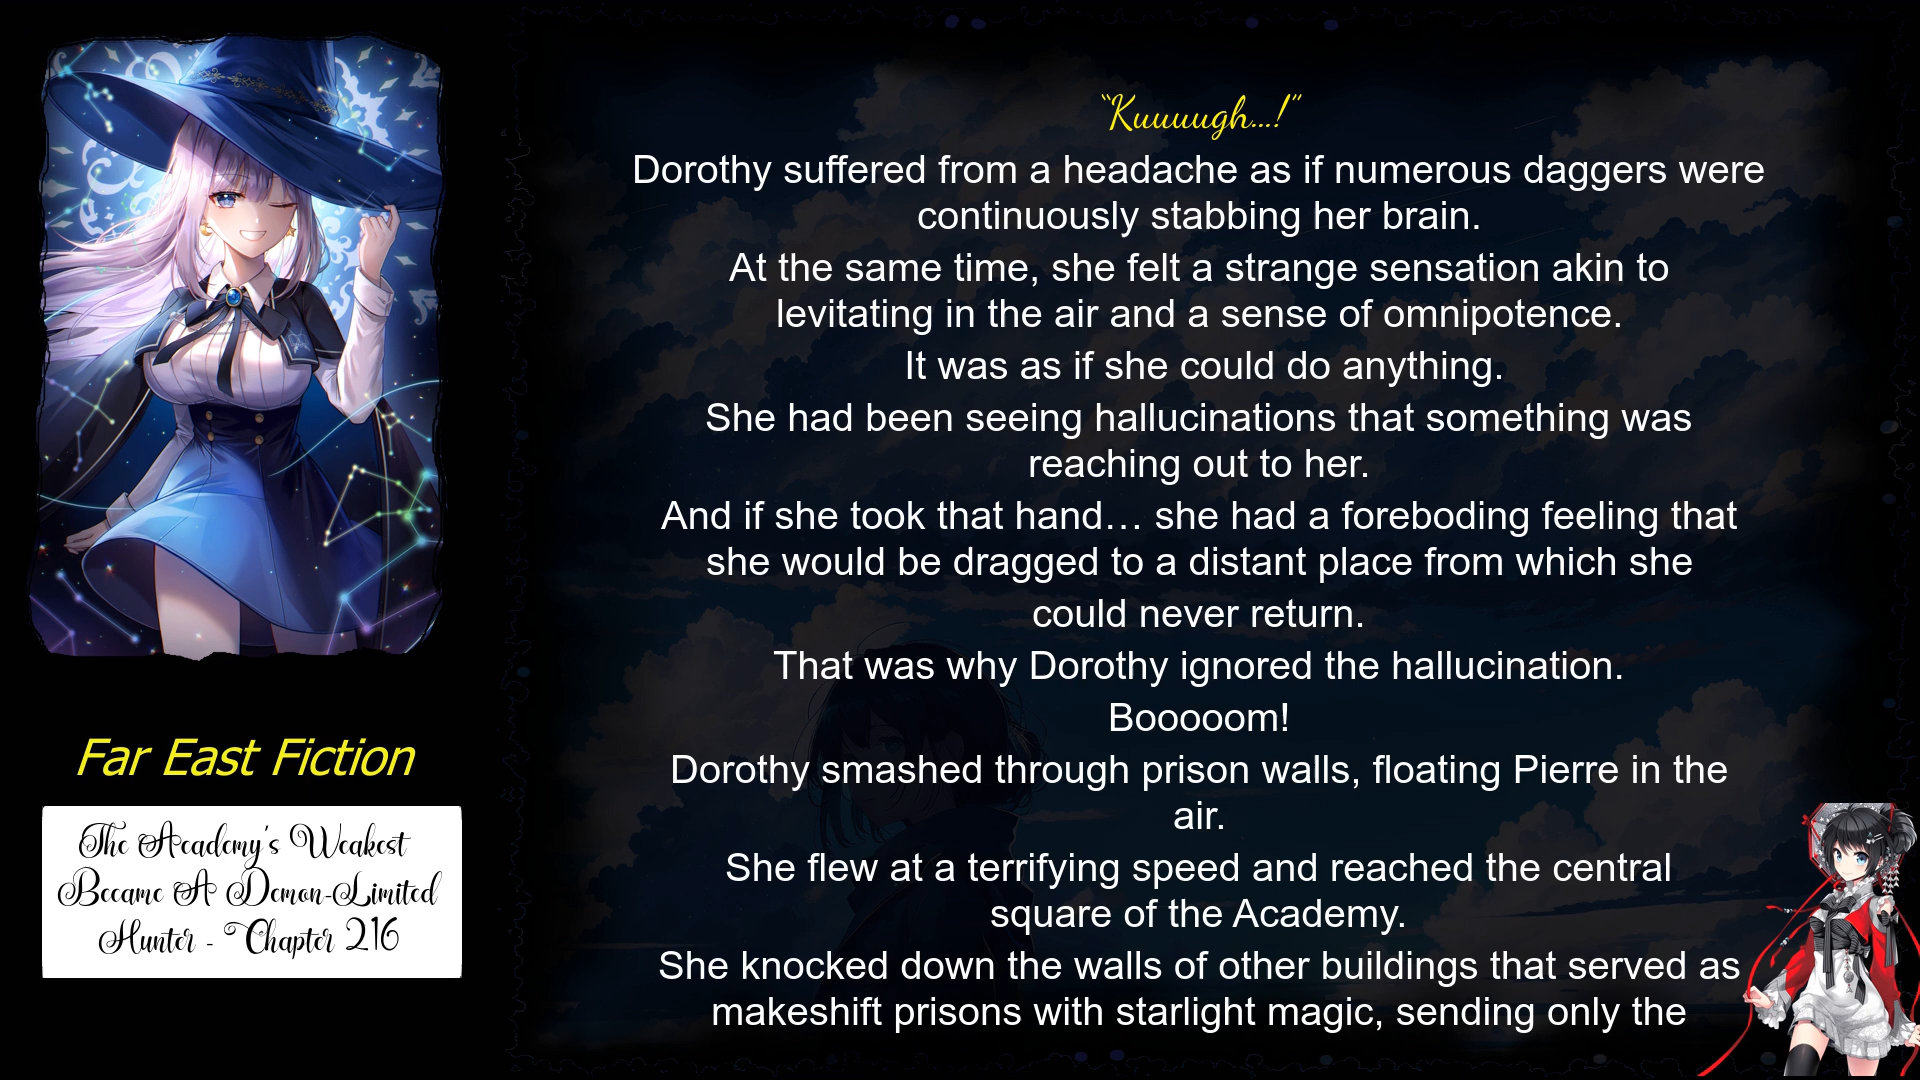 “Kuuuugh...!”
Dorothy suffered from a headache as if numerous daggers were
continuously stabbing her brain.
At the same time, she felt a strange sensation akin to
levitating in the air and a sense of omnipotence.
It was as if she could do anything.
She had been seeing hallucinations that something was
reaching out to her.
And if she took that hand… she had a foreboding feeling that
she would be dragged to a distant place from which she
could never return.
That was why Dorothy ignored the hallucination.
Booooom!
Dorothy smashed through prison walls, floating Pierre in the
air.
She flew at a terrifying speed and reached the central
square of the Academy.
She knocked down the walls of other buildings that served as
makeshift prisons with starlight magic, sending only the
Far East Fiction
The Academy's Weakest
Became A Demon-Limited
Hunter - Chapter 216